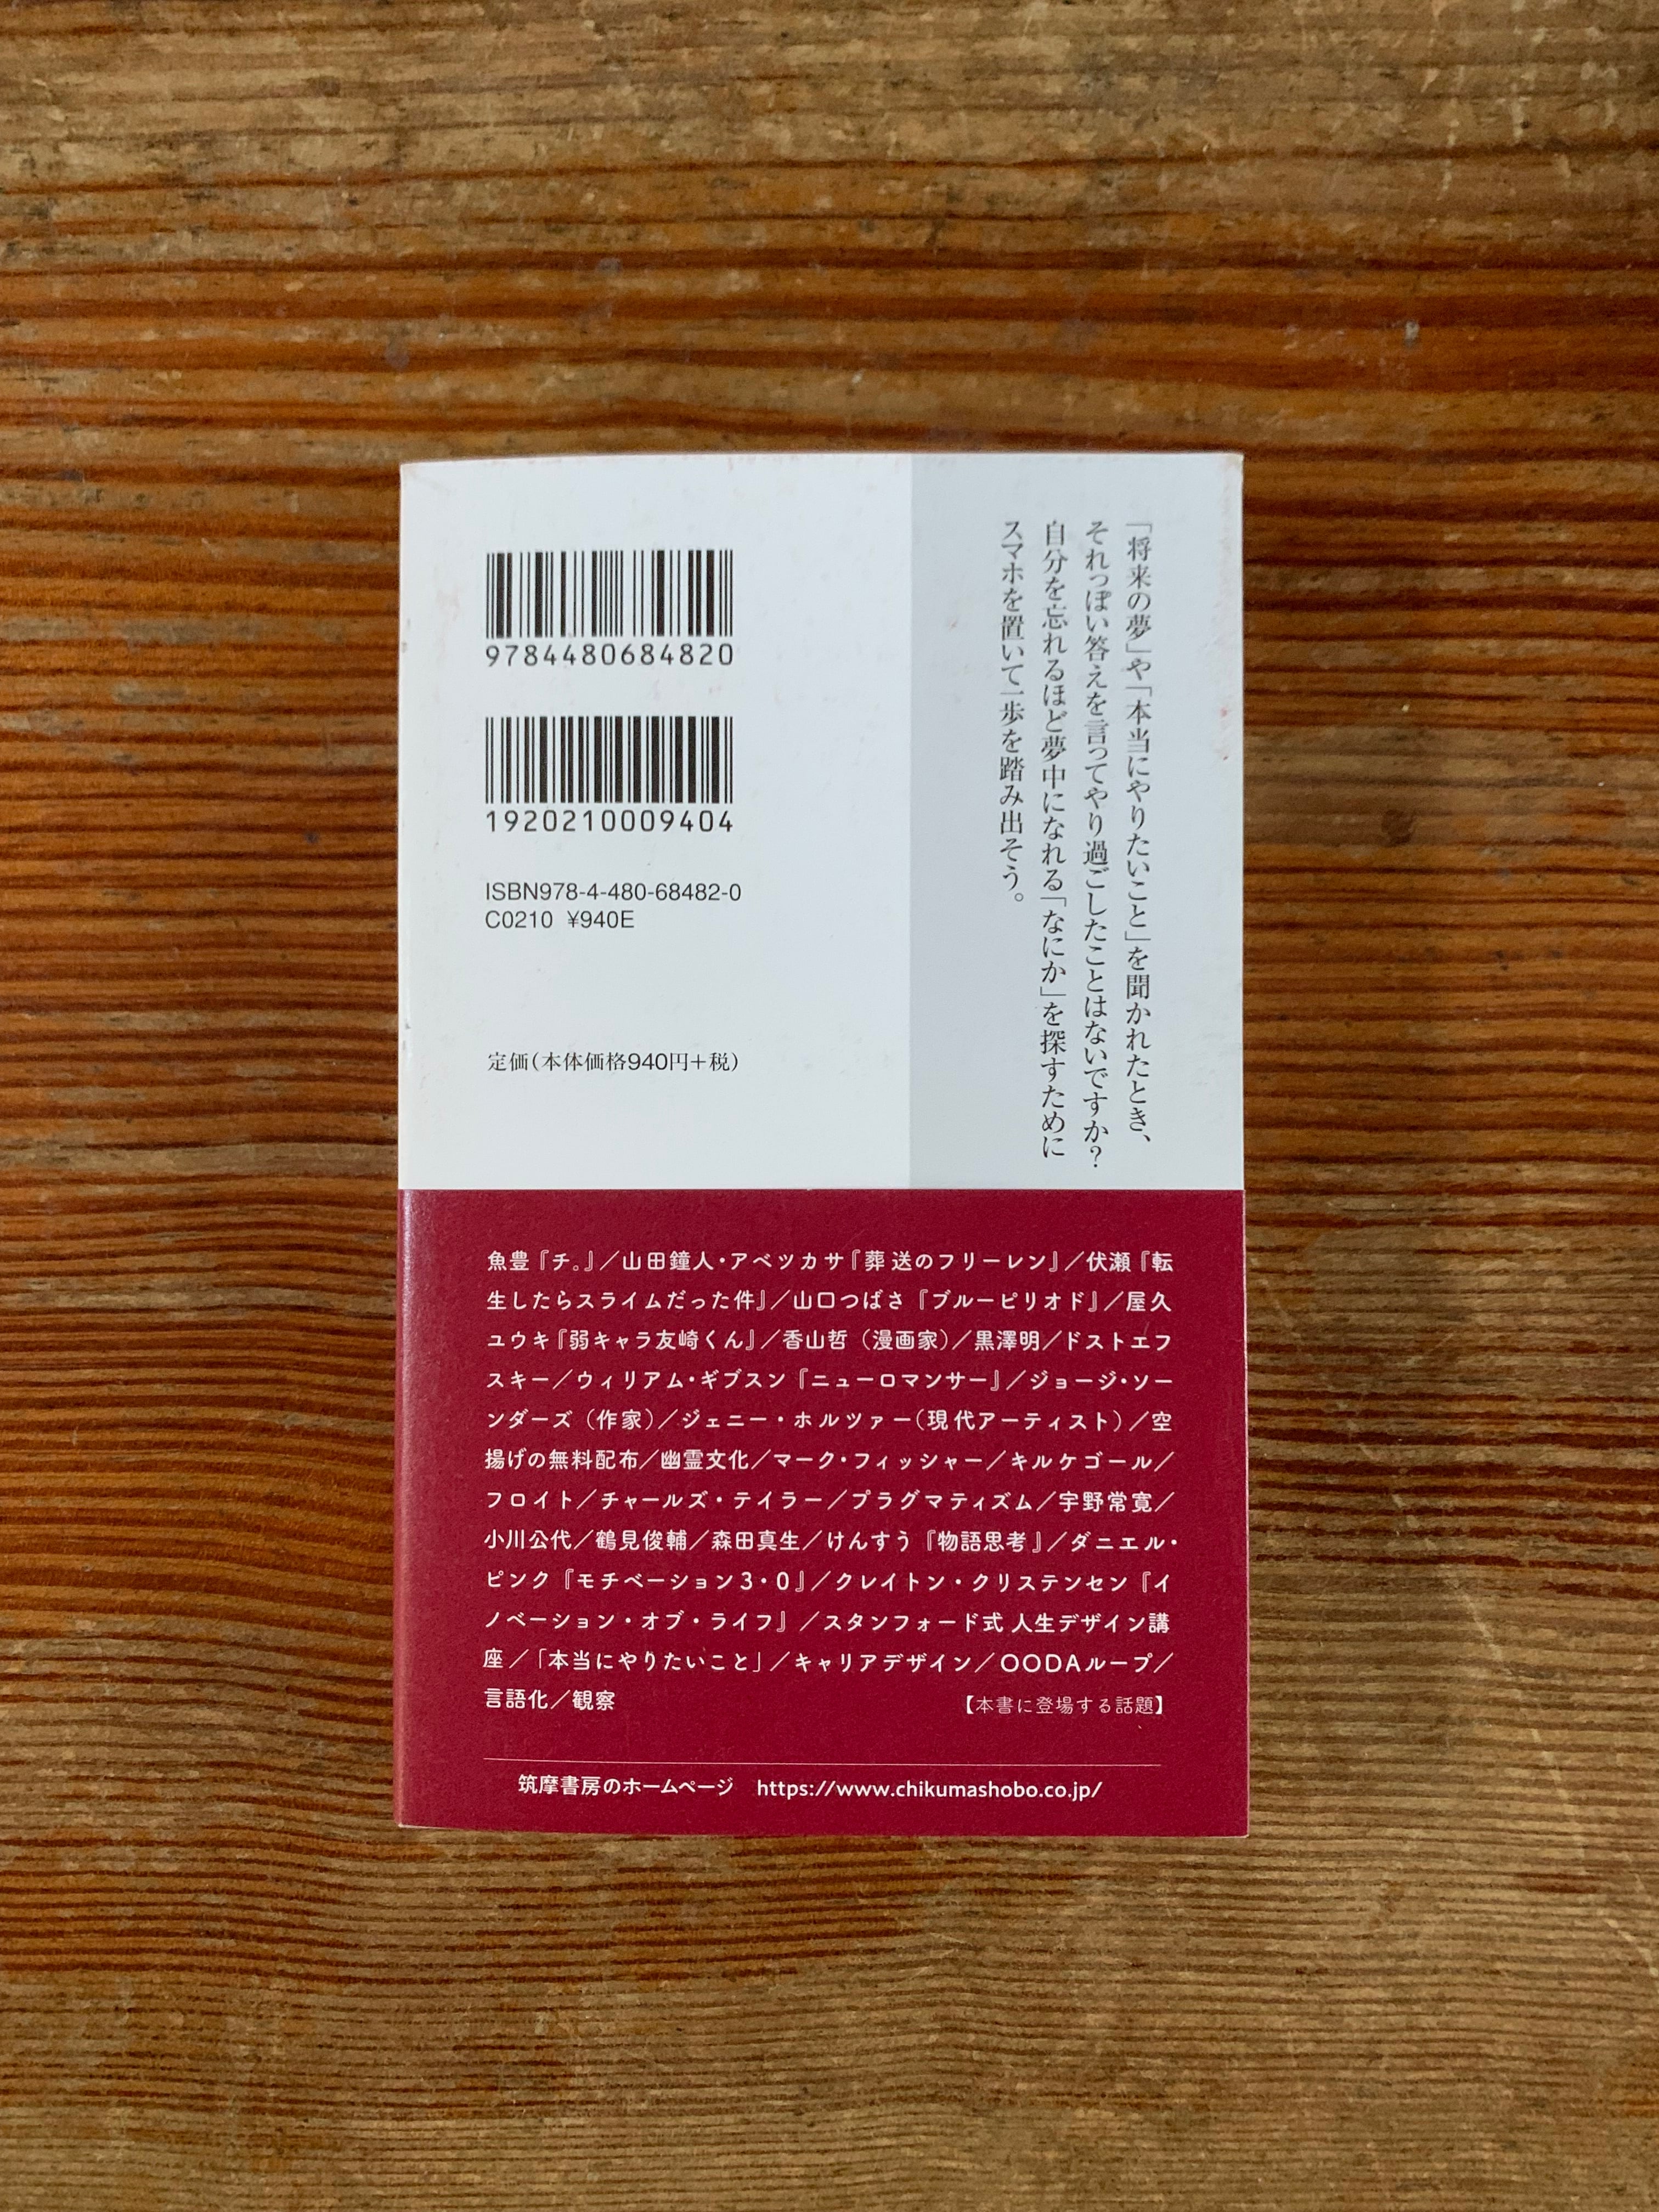 「将来の夢」や「本当にやりたいこと」を聞かれたとき、
それっぽい答えを言ってやり過ごしたことはないですか?
自分を忘れるほど夢中になれる「なにか」を探すために
スマホを置いて一歩を踏み出そう。
9784480684820
1920210009404
ISBN978-4-480-68482-0
C0210 ¥940E
定価(本体価格940円+税)
魚豊『チ。』/山田鐘人・アベツカサ『葬送のフリーレン』/伏瀬『転
生したらスライムだった件』/山口つばさ『ブルーピリオド』/屋久
ユウキ『弱キャラ友崎くん』/香山哲(漫画家)/黒澤明/ドストエフ
スキー/ウィリアム・ギブスン『ニューロマンサー』/ジョージ・ソー
ンダーズ(作家)/ジェニー・ホルツァー(現代アーティスト)/空
揚げの無料配布/幽霊文化/マーク・フィッシャー/キルケゴール/
フロイト/チャールズ・テイラー/プラグマティズム/宇野常寛/
小川公代/鶴見俊輔/森田真生/けんすう『物語思考』/ダニエル・
ピンク『モチベーション3・0』/クレイトン・クリステンセン『イ
ノベーション・オブ・ライフ』/スタンフォード式 人生デザイン講
座/「本当にやりたいこと」/キャリアデザイン/OODAループ/
言語化/観察
【本書に登場する話題】
筑摩書房のホームページ https://www.chikumashobo.co.jp/